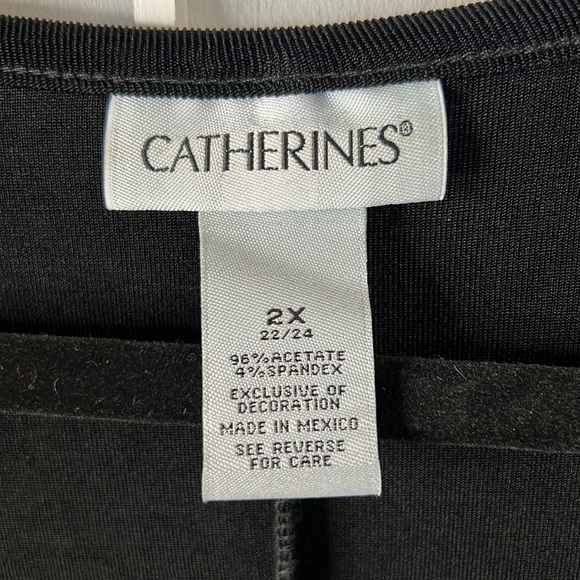 CATHERINES®
2X
22/24
96%ACETATE
4%SPANDEX
EXCLUSIVE OF
DECORATION
MADE IN MEXICO
SEE REVERSE
FOR CARE